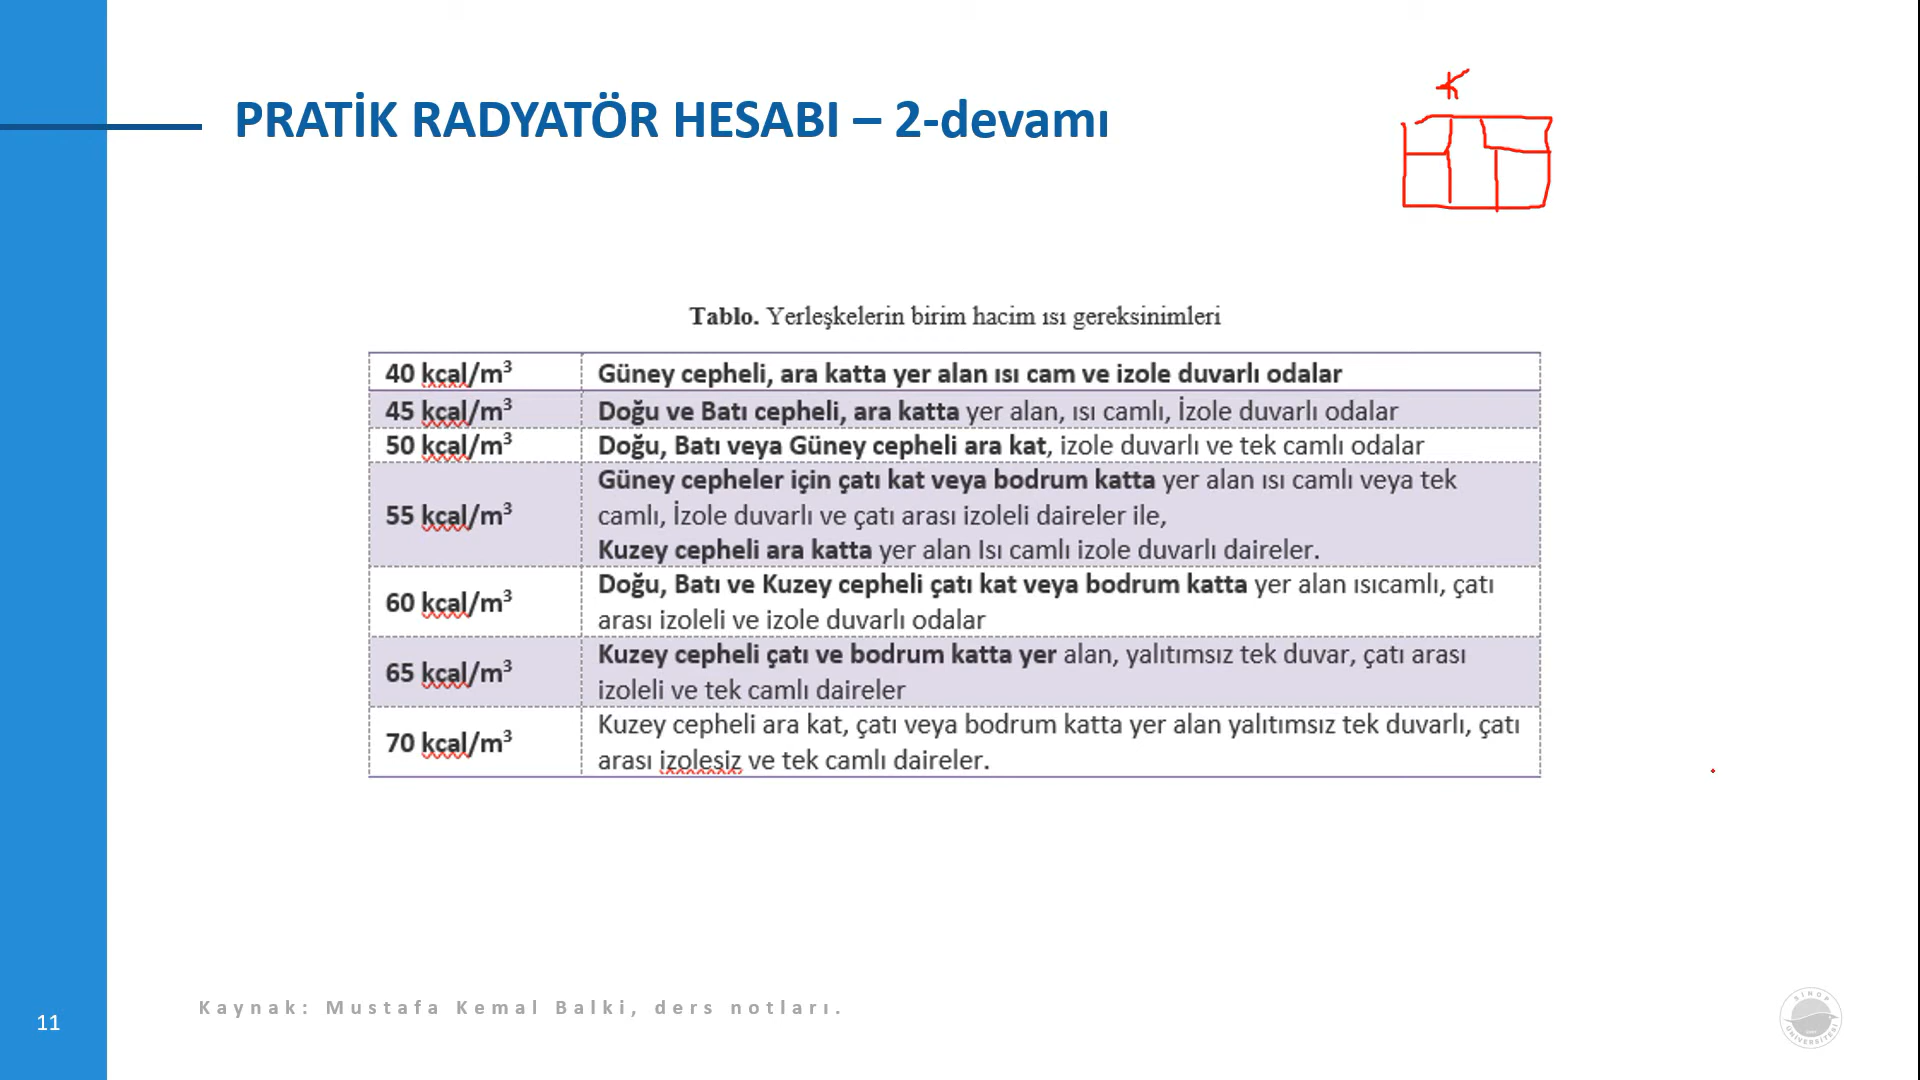 PRATİK RADYATÖR HESABI – 2-devamı
K
Tablo. Yerleşkelerin birim hacim ısı gereksinimleri
40 kcal/m³ Güney cepheli, ara katta yer alan ısı cam ve izole duvarlı odalar
45 kcal/m³ Doğu ve Batı cepheli, ara katta yer alan, ısı camlı, İzole duvarlı odalar
50 kcal/m³ Doğu, Batı veya Güney cepheli ara kat, izole duvarlı ve tek camlı odalar
55 kcal/m³ Güney cepheler için çatı kat veya bodrum katta yer alan ısı camlı veya tek
camlı, İzole duvarlı ve çatı arası izoleli daireler ile,
Kuzey cepheli ara katta yer alan Isı camlı izole duvarlı daireler.
60 kcal/m³ Doğu, Batı ve Kuzey cepheli çatı kat veya bodrum katta yer alan ısıcamlı, çatı
arası izoleli ve izole duvarlı odalar
65 kcal/m³ Kuzey cepheli çatı ve bodrum katta yer alan, yalıtımsız tek duvar, çatı arası
izoleli ve tek camlı daireler
70 kcal/m³ Kuzey cepheli ara kat, çatı veya bodrum katta yer alan yalıtımsız tek duvarlı, çatı
arası izolesiz ve tek camlı daireler.
Kaynak: Mustafa Kemal Balki, ders notları.
11
SİNOP
ÜNİVERSİTESİ